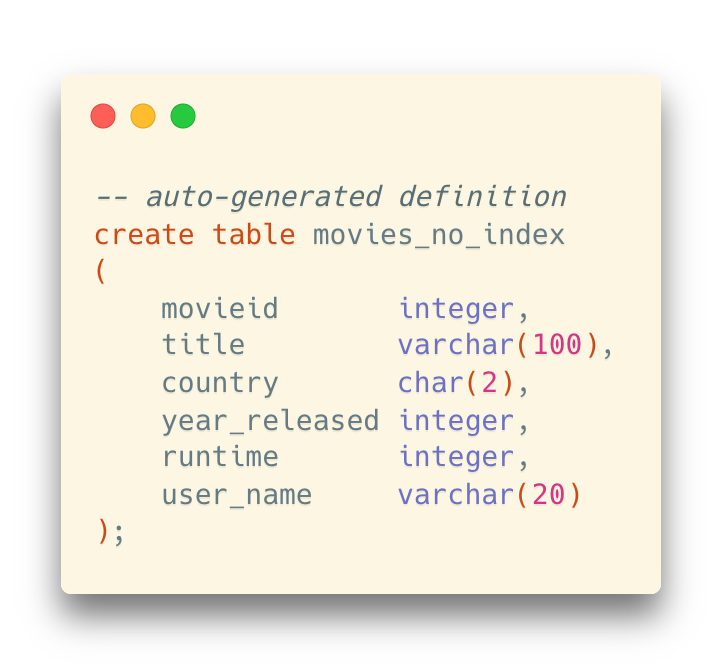 -- auto-generated definition
create table movies_no_index
(
    movieid       integer,
    title         varchar(100),
    country       char(2),
    year_released integer,
    runtime       integer,
    user_name     varchar(20)
);